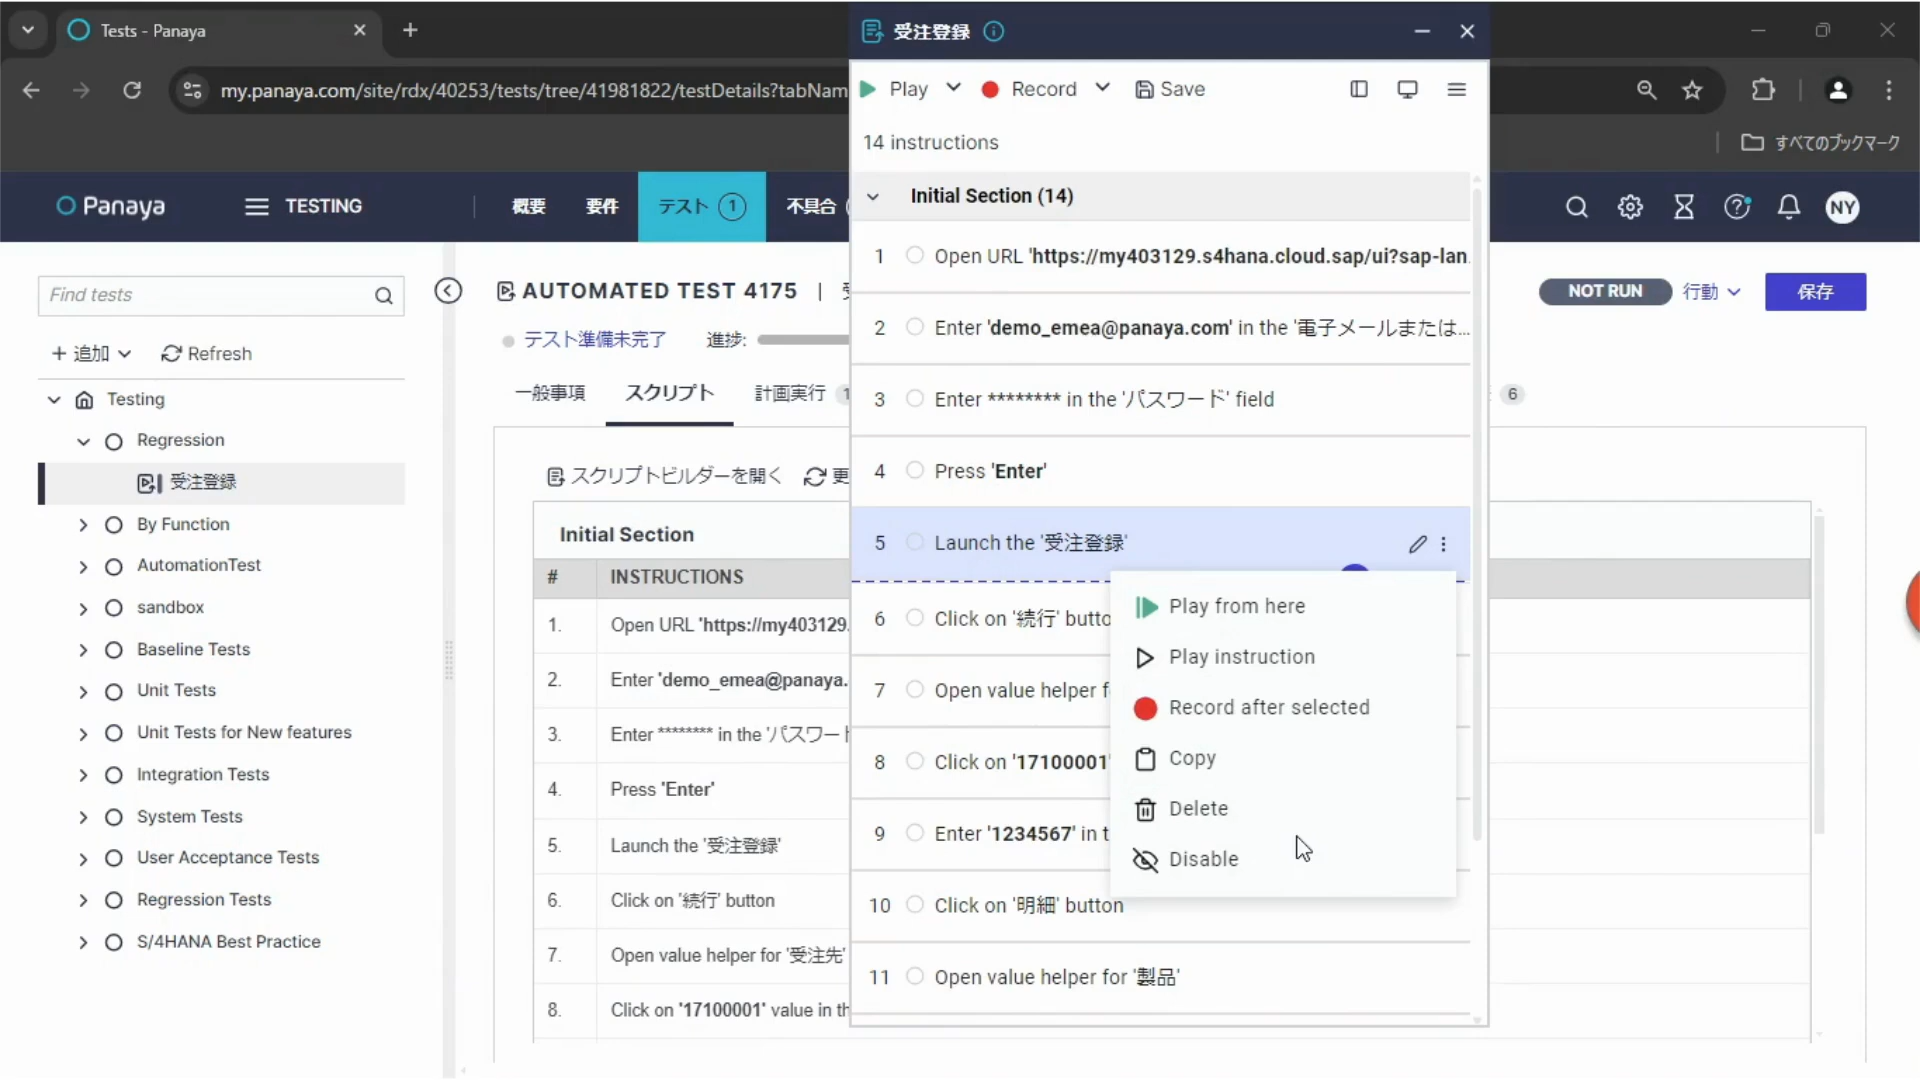 Tests - Panaya
my.panaya.com/site/rdx/40253/tests/tree/41981822/testDetails?tabNam
すべてのブックマーク
Panaya
TESTING
概要
要件
テスト 1
不具合
NY
Find tests
追加
Refresh
Testing
Regression
受注登録
By Function
AutomationTest
sandbox
Baseline Tests
Unit Tests
Unit Tests for New features
Integration Tests
System Tests
User Acceptance Tests
Regression Tests
S/4HANA Best Practice
AUTOMATED TEST 4175 |
NOT RUN
行動
保存
テスト準備未完了
進捗:
一般事項
スクリプト
計画実行 1
6
スクリプトビルダーを開く
更
Initial Section
# INSTRUCTIONS
1. Open URL 'https://my403129.
2. Enter 'demo_emea@panaya.
3. Enter ******** in the 'パスワード
4. Press 'Enter'
5. Launch the '受注登録'
6. Click on '続行' button
7. Open value helper for '受注先'
8. Click on '17100001' value in th
受注登録
Play
Record
Save
14 instructions
Initial Section (14)
1 Open URL 'https://my403129.s4hana.cloud.sap/ui?sap-lan
2 Enter 'demo_emea@panaya.com' in the '電子メールまたは...
3 Enter ******** in the 'パスワード' field
4 Press 'Enter'
5 Launch the '受注登録'
6 Click on '続行' butto
7 Open value helper f
8 Click on '17100001'
9 Enter '1234567' in t
10 Click on '明細' button
11 Open value helper for '製品'
Play from here
Play instruction
Record after selected
Copy
Delete
Disable